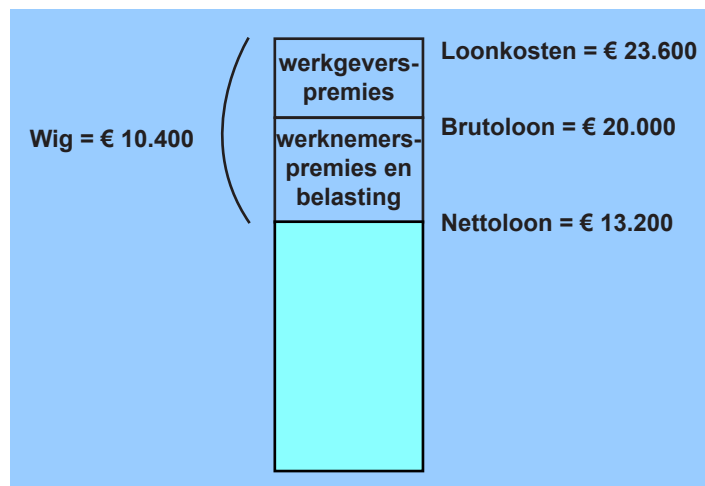 Loonkosten = € 23.600
werkgevers-
premies
Brutoloon = € 20.000
Wig = € 10.400
werknemers-
premies en
belasting
Nettoloon = € 13.200